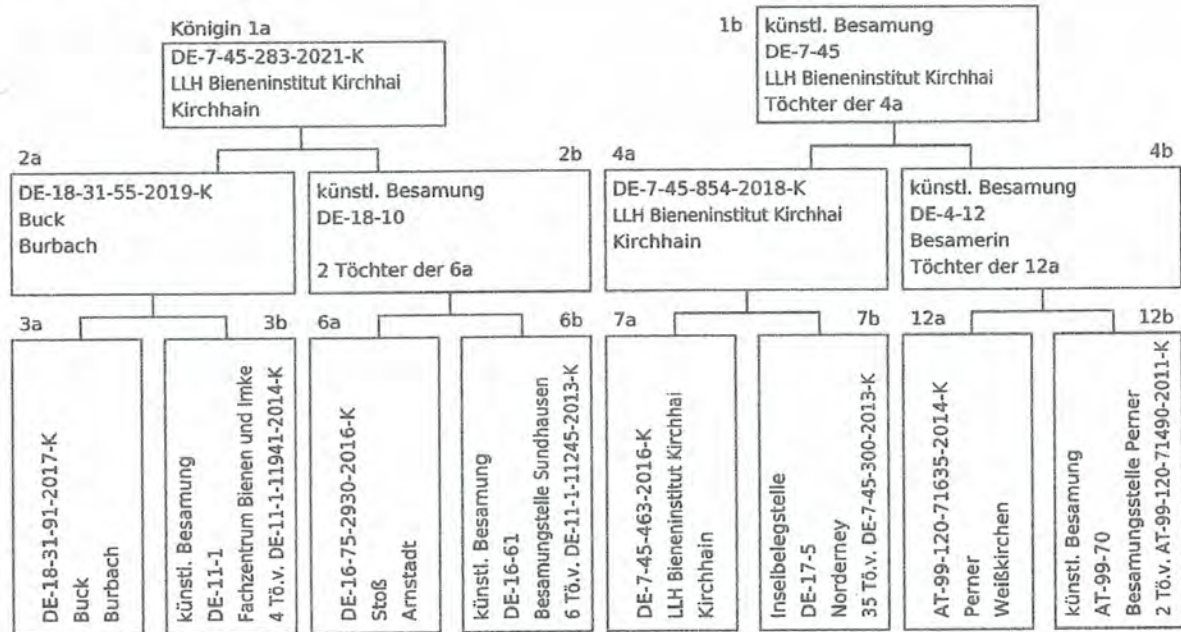 Königin 1a
DE-7-45-283-2021-K
LLH Bieneninstitut Kirchhai
Kirchhain
1b
künstl. Besamung
DE-7-45
LLH Bieneninstitut Kirchhai
Töchter der 4a
2a
DE-18-31-55-2019-K
Buck
Burbach
2b
künstl. Besamung
DE-18-10
2 Töchter der 6a
4a
DE-7-45-854-2018-K
LLH Bieneninstitut Kirchhai
Kirchhain
4b
künstl. Besamung
DE-4-12
Besamerin
Töchter der 12a
3a
DE-18-31-91-2017-K
Buck
Burbach
3b
künstl. Besamung
DE-11-1
Fachzentrum Bienen und Imke
4 Tö.v. DE-11-1-11941-2014-K
6a
DE-16-75-2930-2016-K
Stoß
Arnstadt
6b
künstl. Besamung
DE-16-61
Besamungstelle Sundhausen
6 Tö.v. DE-11-1-11245-2013-K
7a
DE-7-45-463-2016-K
LLH Bieneninstitut Kirchhai
Kirchhain
7b
Inselbelegstelle
DE-17-5
Norderney
35 Tö.v. DE-7-45-300-2013-K
12a
AT-99-120-71635-2014-K
Perner
Weißkirchen
12b
künstl. Besamung
AT-99-70
Besamungsstelle Perner
2 Tö.v. AT-99-120-71490-2011-K